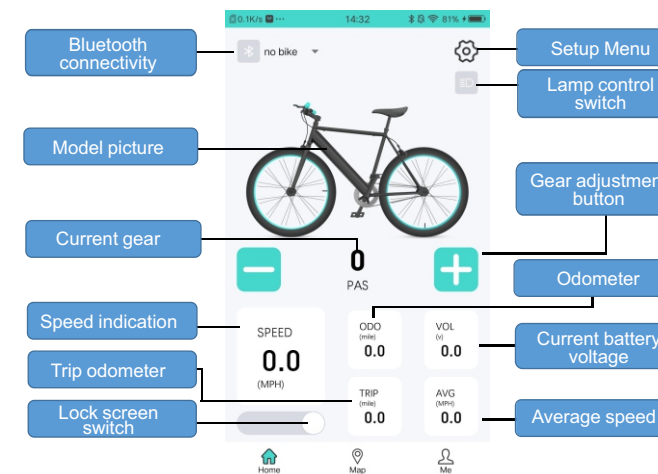 0.1K/s ··· 14:32 81%
Bluetooth
connectivity
no bike
Setup Menu
Lamp control
switch
Model picture
Gear adjustmen
button
Current gear
0
PAS
Odometer
Speed indication
SPEED
0.0
(MPH)
ODO
(mile)
0.0
VOL
(v)
0.0
Current battery
voltage
Trip odometer
TRIP
(mile)
0.0
AVG
(MPH)
0.0
Average speed
Lock screen
switch
Home Map Me